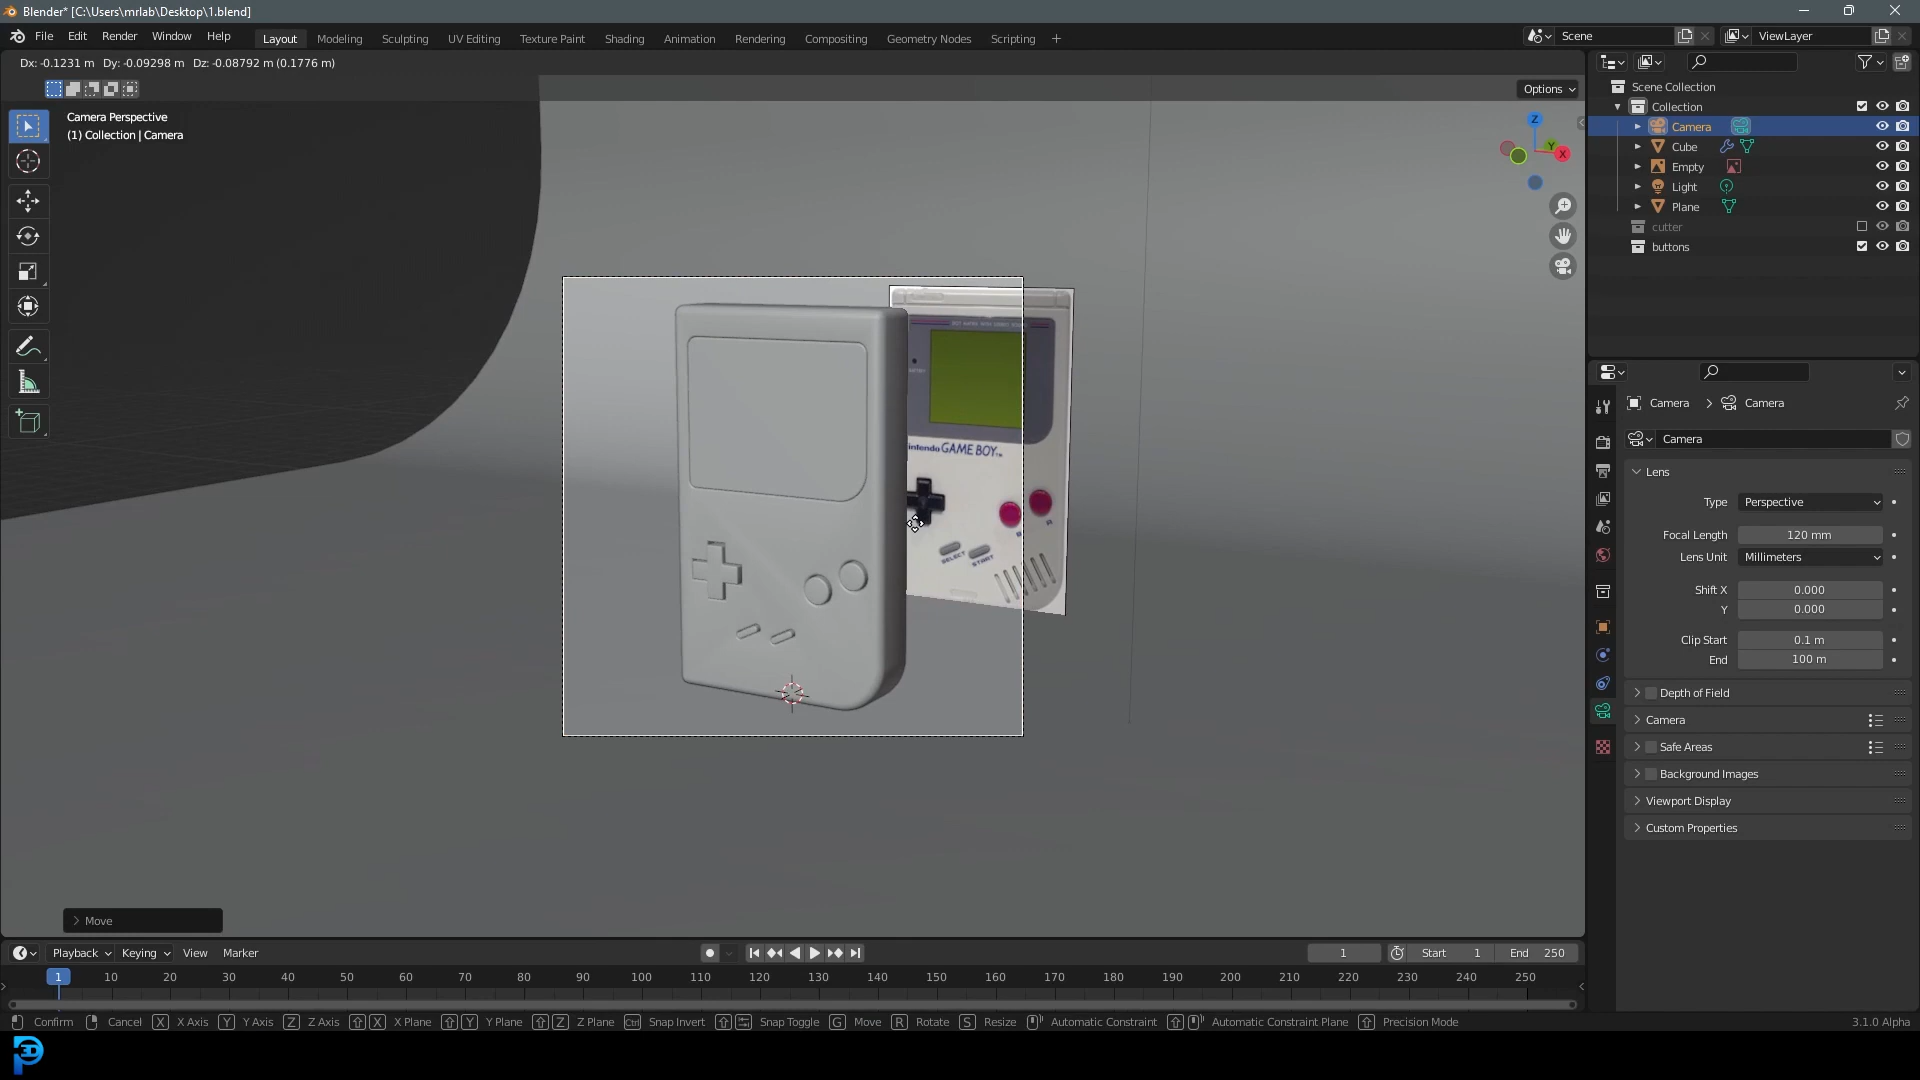 Blender* [C:\Users\mrlab\Desktop\1.blend]
File Edit Render Window Help
Layout Modeling Sculpting UV Editing Texture Paint Shading Animation Rendering Compositing Geometry Nodes Scripting +
Scene
ViewLayer
Dx: -0.1231 m Dy: -0.09298 m Dz: -0.08792 m (0.1776 m)
Options
Camera Perspective
(1) Collection | Camera
Z
Y
X
Scene Collection
Collection
Camera
Cube
Empty
Light
Plane
cutter
buttons
Nintendo GAME BOY™
SELECT
START
Camera > Camera
Camera
Lens
Type Perspective
Focal Length 120 mm
Lens Unit Millimeters
Shift X 0.000
Y 0.000
Clip Start 0.1 m
End 100 m
Depth of Field
Camera
Safe Areas
Background Images
Viewport Display
Custom Properties
> Move
Playback Keying View Marker
1
Start 1
End 250
1 10 20 30 40 50 60 70 80 90 100 110 120 130 140 150 160 170 180 190 200 210 220 230 240 250
Confirm Cancel X X Axis Y Y Axis Z Z Axis X X Plane Y Y Plane Z Z Plane Ctrl Snap Invert Snap Toggle G Move R Rotate S Resize Automatic Constraint Automatic Constraint Plane Precision Mode
3.1.0 Alpha
3D